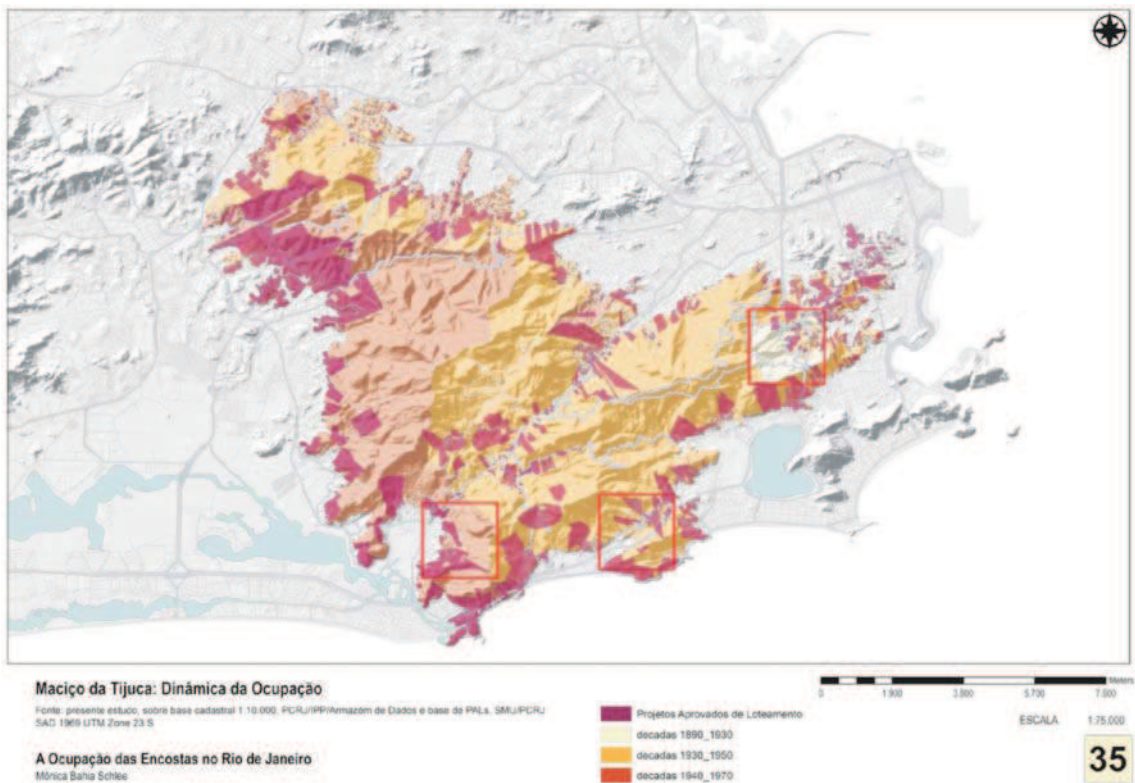 Maciço da Tijuca: Dinâmica da Ocupação
Fonte: presente estudo, sobre base cadastral 1:10.000, PCRJ/IPP/Armazém de Dados e base de PALs, SMU/PCRJ
SAD 1969 UTM Zone 23 S
A Ocupação das Encostas no Rio de Janeiro
Mônica Bahia Schlee
Projetos Aprovados de Loteamento
decadas 1890_1930
decadas 1930_1950
decadas 1940_1970
Meters
0 1.900 3.800 5.700 7.600
ESCALA 1:75.000
35